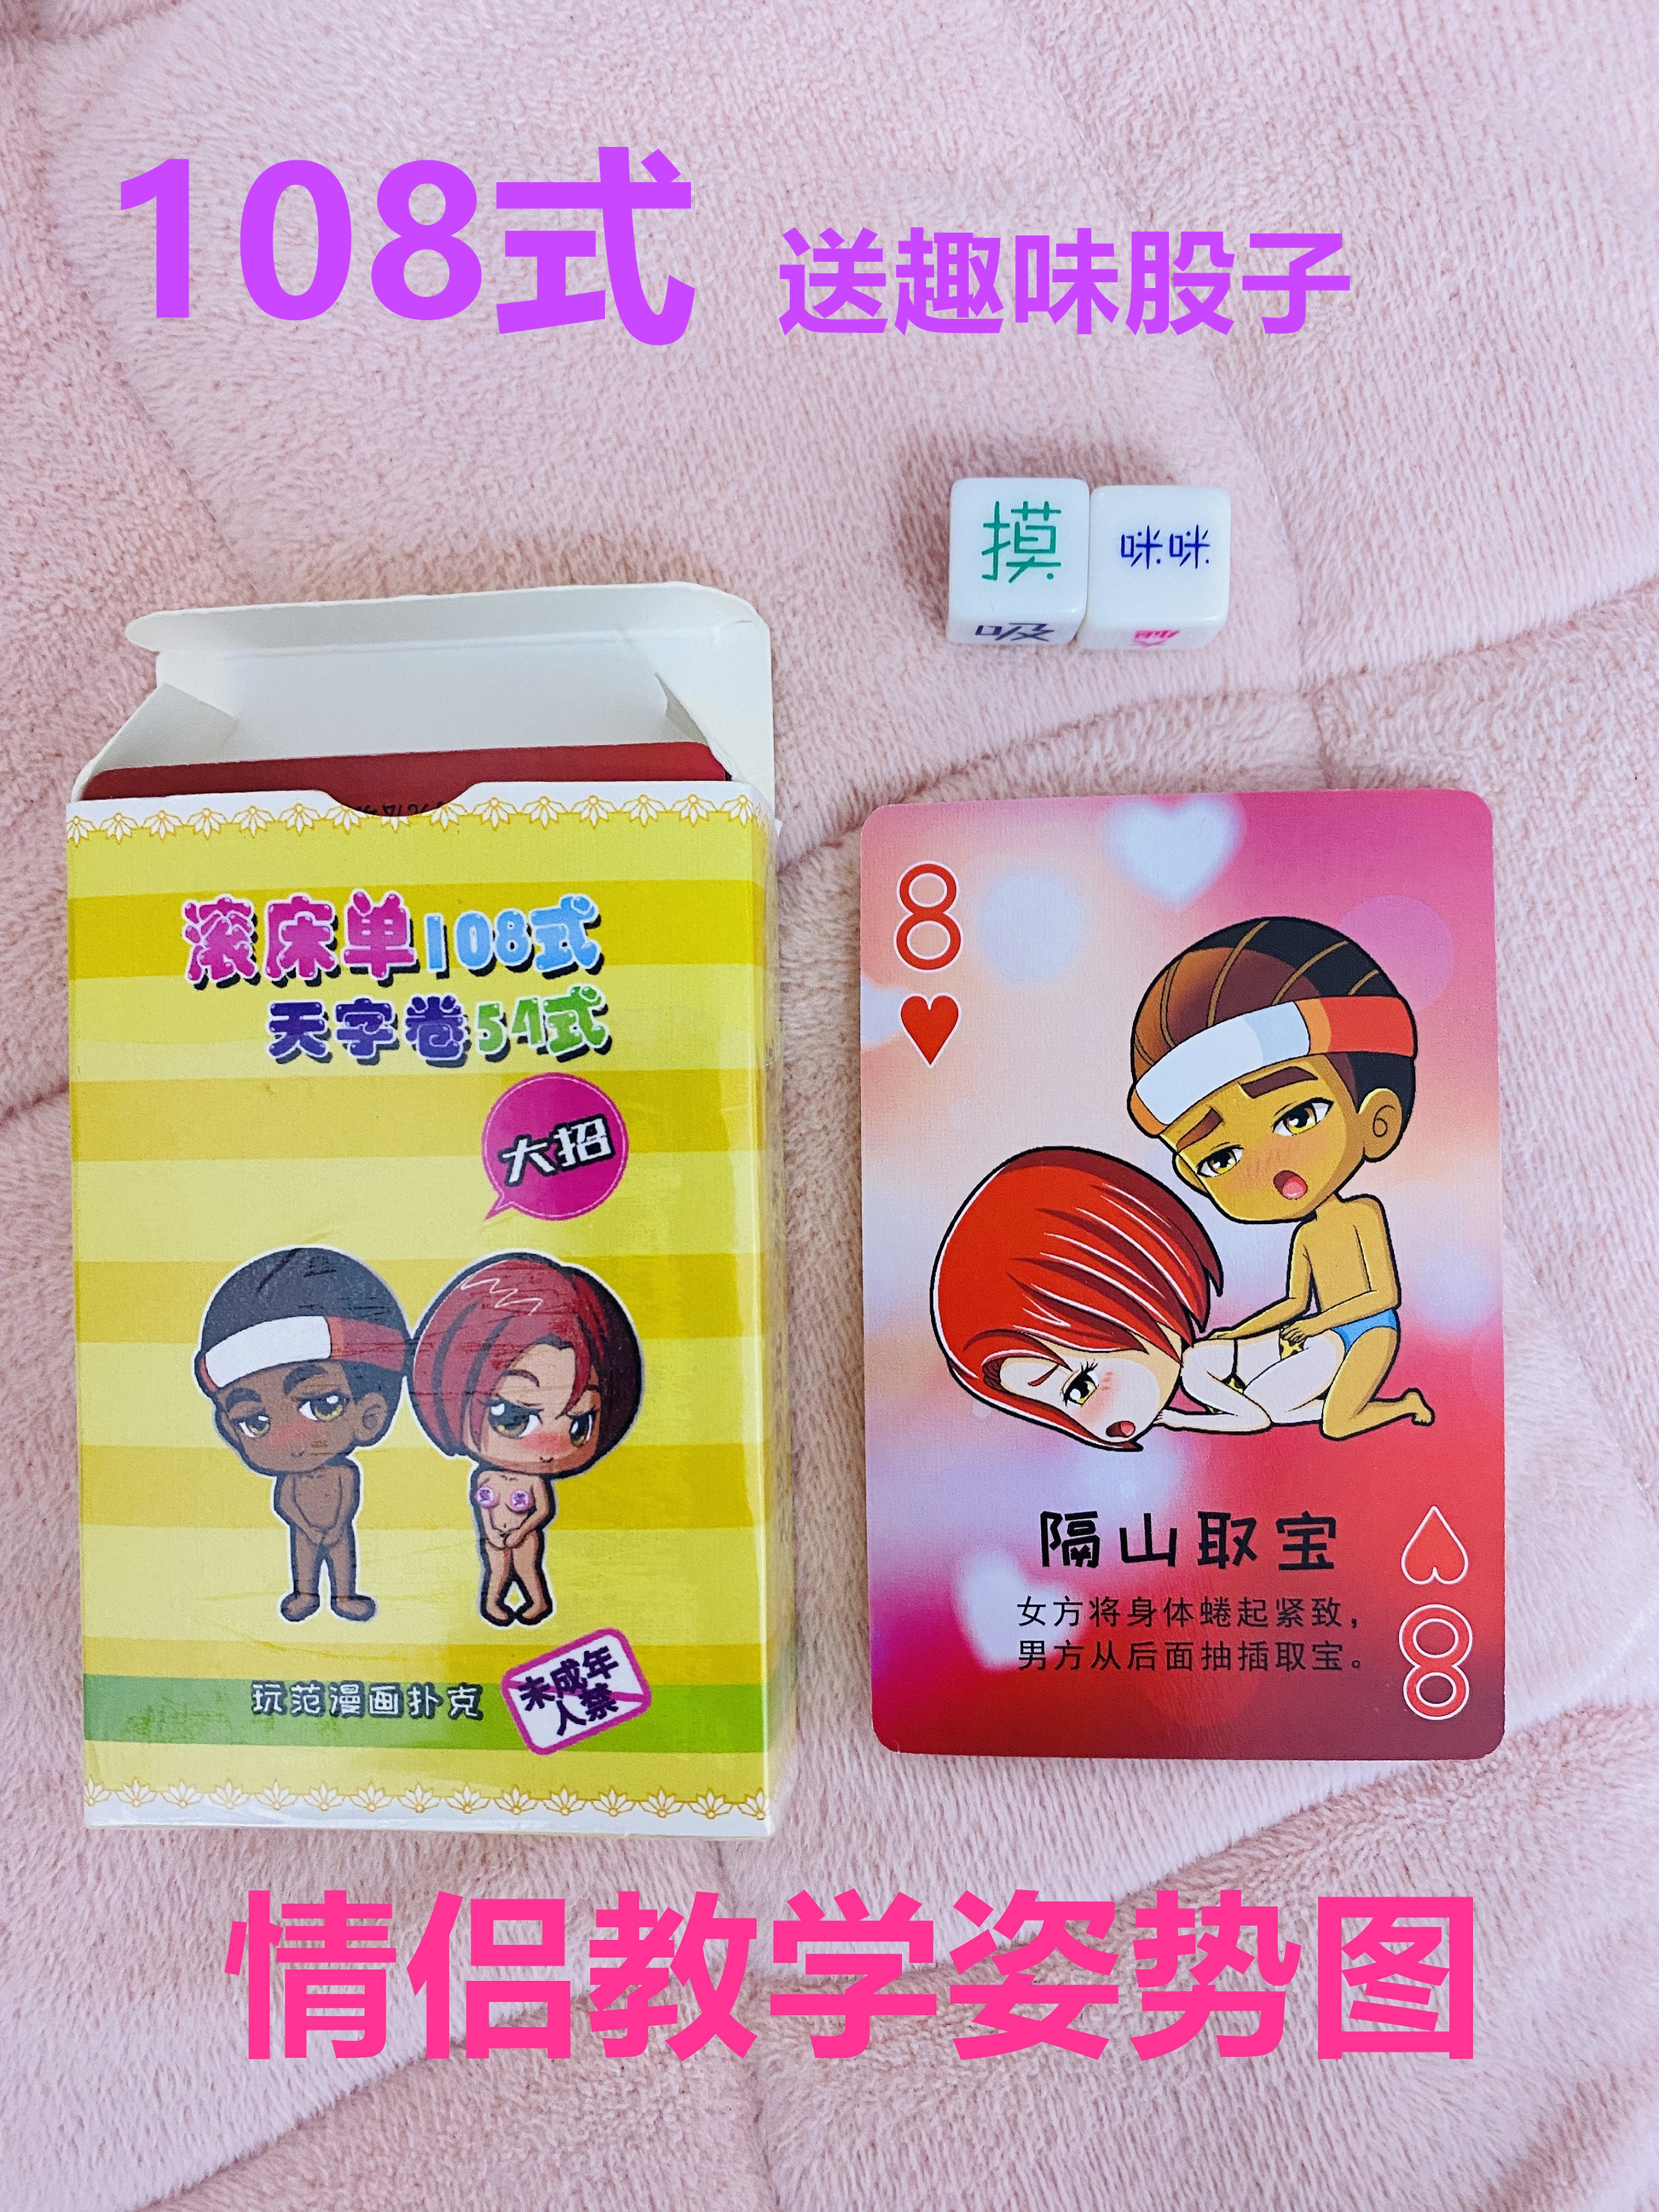 108式 送趣味股子
摸
咪咪
吸
滚床单108式
天字卷54式
大招
玩范漫画扑克
未成年
人禁
8
隔山取宝
女方将身体蜷起紧致，
男方从后面抽插取宝。
8
情侣教学姿势图